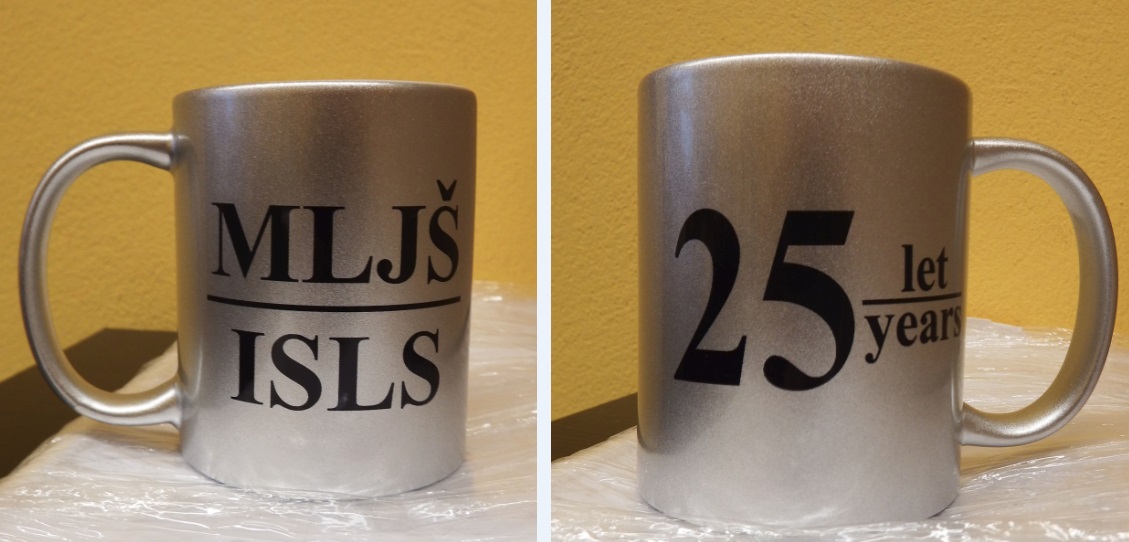 MLJŠ
ISLS
25 let
years